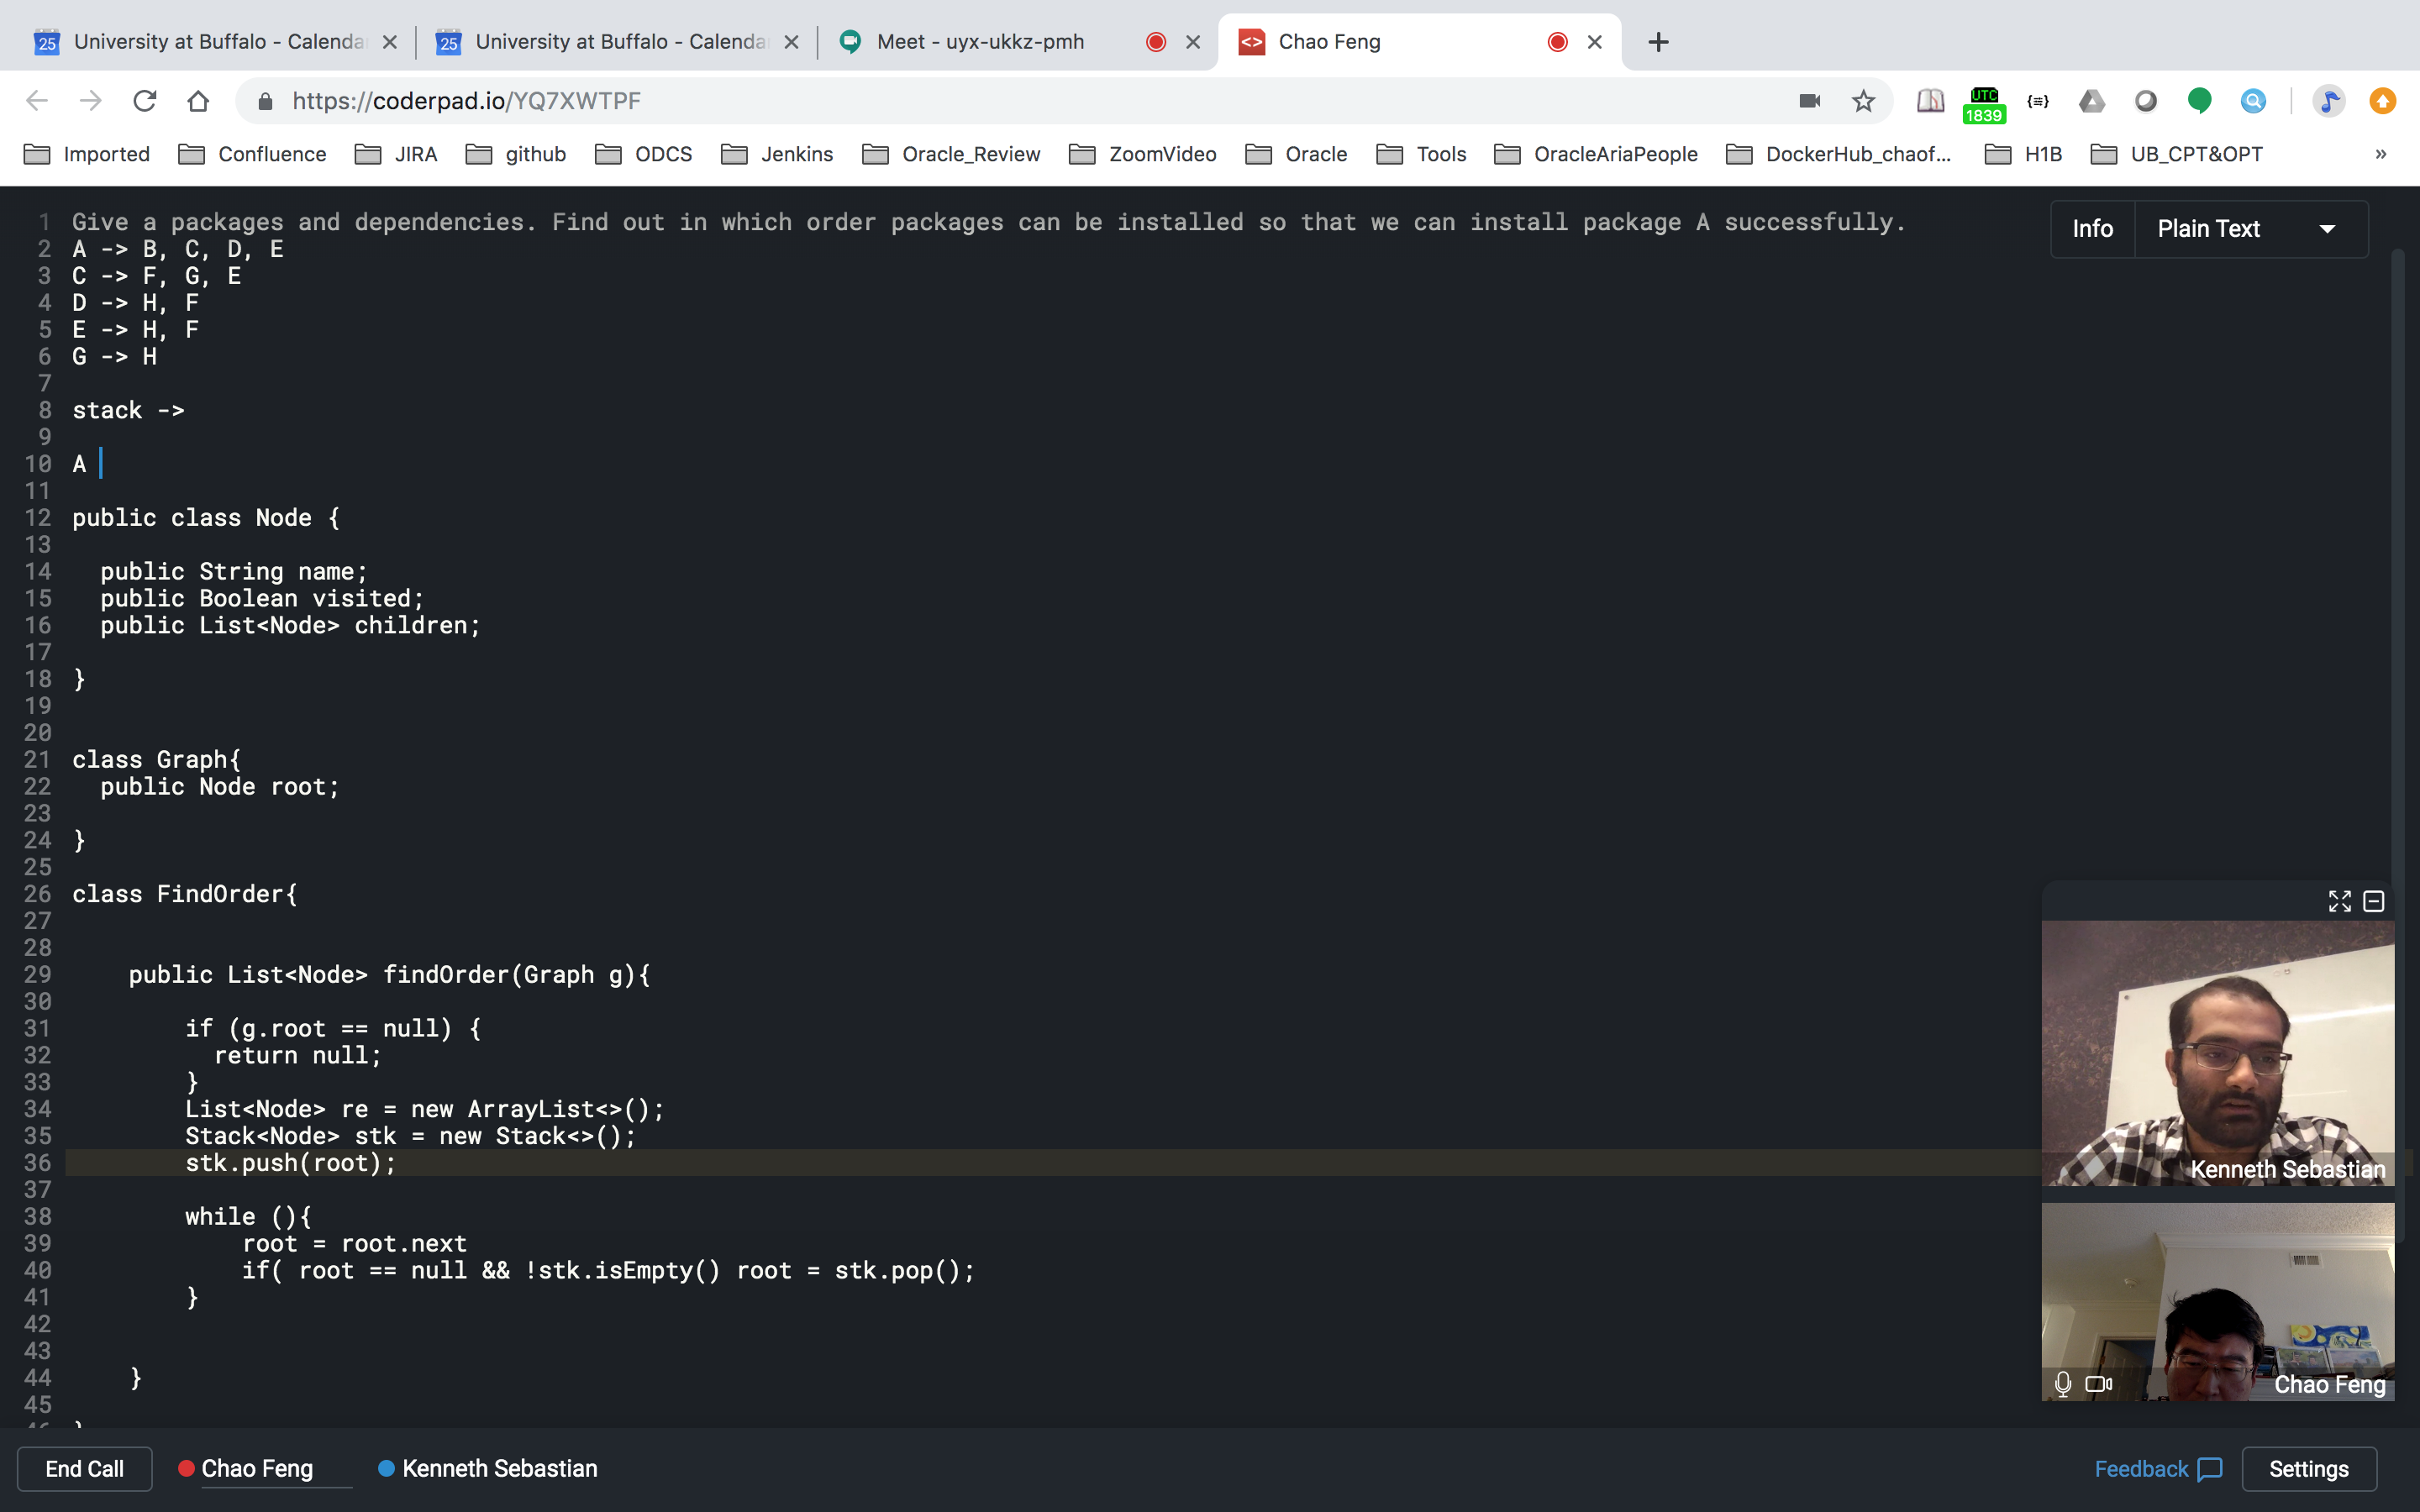 University at Buffalo - Calenda
University at Buffalo - Calenda
Meet - uyx-ukkz-pmh
Chao Feng
https://coderpad.io/YQ7XWTPF
UTC
1839
Imported
Confluence
JIRA
github
ODCS
Jenkins
Oracle_Review
ZoomVideo
Oracle
Tools
OracleAriaPeople
DockerHub_chaof...
H1B
UB_CPT&OPT
»
Info
Plain Text
1 Give a packages and dependencies. Find out in which order packages can be installed so that we can install package A successfully.
2 A -> B, C, D, E
3 C -> F, G, E
4 D -> H, F
5 E -> H, F
6 G -> H
7
8 stack ->
9
10 A
11
12 public class Node {
13
14 public String name;
15 public Boolean visited;
16 public List<Node> children;
17
18 }
19
20
21 class Graph{
22 public Node root;
23
24 }
25
26 class FindOrder{
27
28
29 public List<Node> findOrder(Graph g){
30
31 if (g.root == null) {
32 return null;
33 }
34 List<Node> re = new ArrayList<>();
35 Stack<Node> stk = new Stack<>();
36 stk.push(root);
37
38 while (){
39 root = root.next
40 if( root == null && !stk.isEmpty() root = stk.pop();
41 }
42
43
44 }
45
Kenneth Sebastian
Chao Feng
End Call
Chao Feng
Kenneth Sebastian
Feedback
Settings